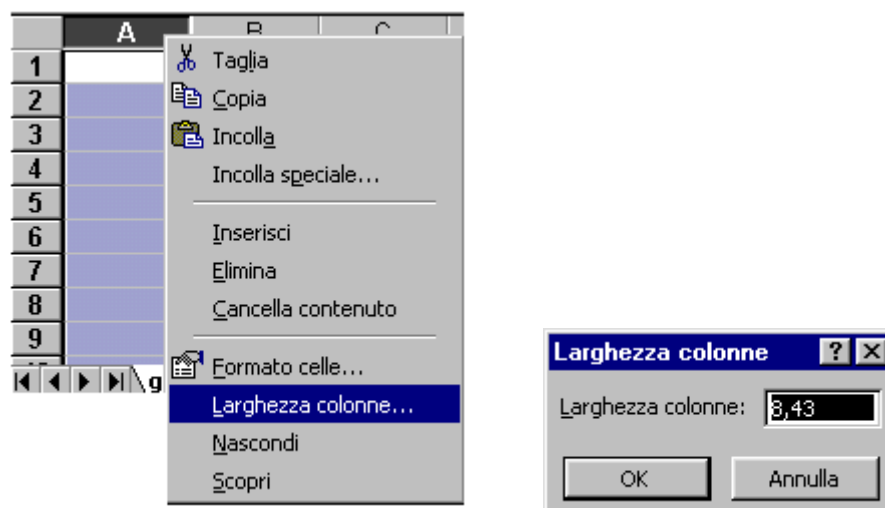 A B C
1
2
3
4
5
6
7
8
9
Taglia
Copia
Incolla
Incolla speciale...
Inserisci
Elimina
Cancella contenuto
Formato celle...
Larghezza colonne...
Nascondi
Scopri
g
Larghezza colonne ?
Larghezza colonne: 8,43
OK Annulla